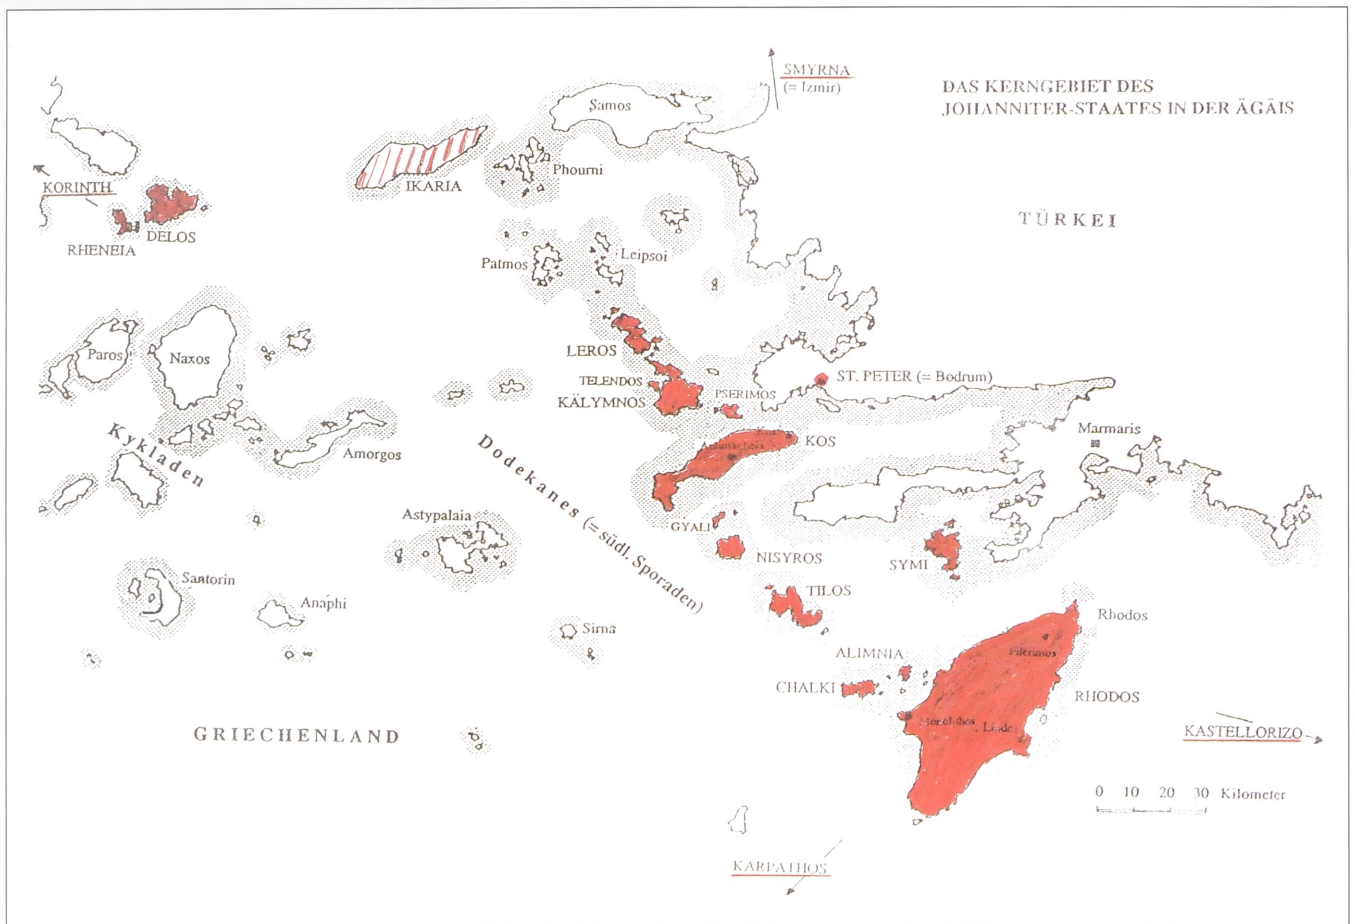 DAS KERNGEBIET DES
JOHANNITER-STAATES IN DER ÄGÄIS
SMYRNA
(= Izmir)
Samos
IKARIA
Phourni
KORINTH
RHENEIA
DELOS
TÜRKEI
Patmos
Leipsoi
Paros
Naxos
LEROS
TELENDOS
KÄLYMNOS
PSERIMOS
ST. PETER (= Bodrum)
Kykladen
Amorgos
Dodekanes (= südl. Sporaden)
KOS
Marmaris
Astypalaia
GYALI
NISYROS
SYMI
Santorin
Anaphi
Sirna
TILOS
Rhodos
Fileremos
ALIMNIA
CHALKI
RHODOS
Monolithos
Lindos
GRIECHENLAND
KASTELLORIZO
0 10 20 30 Kilometer
KARPATHOS